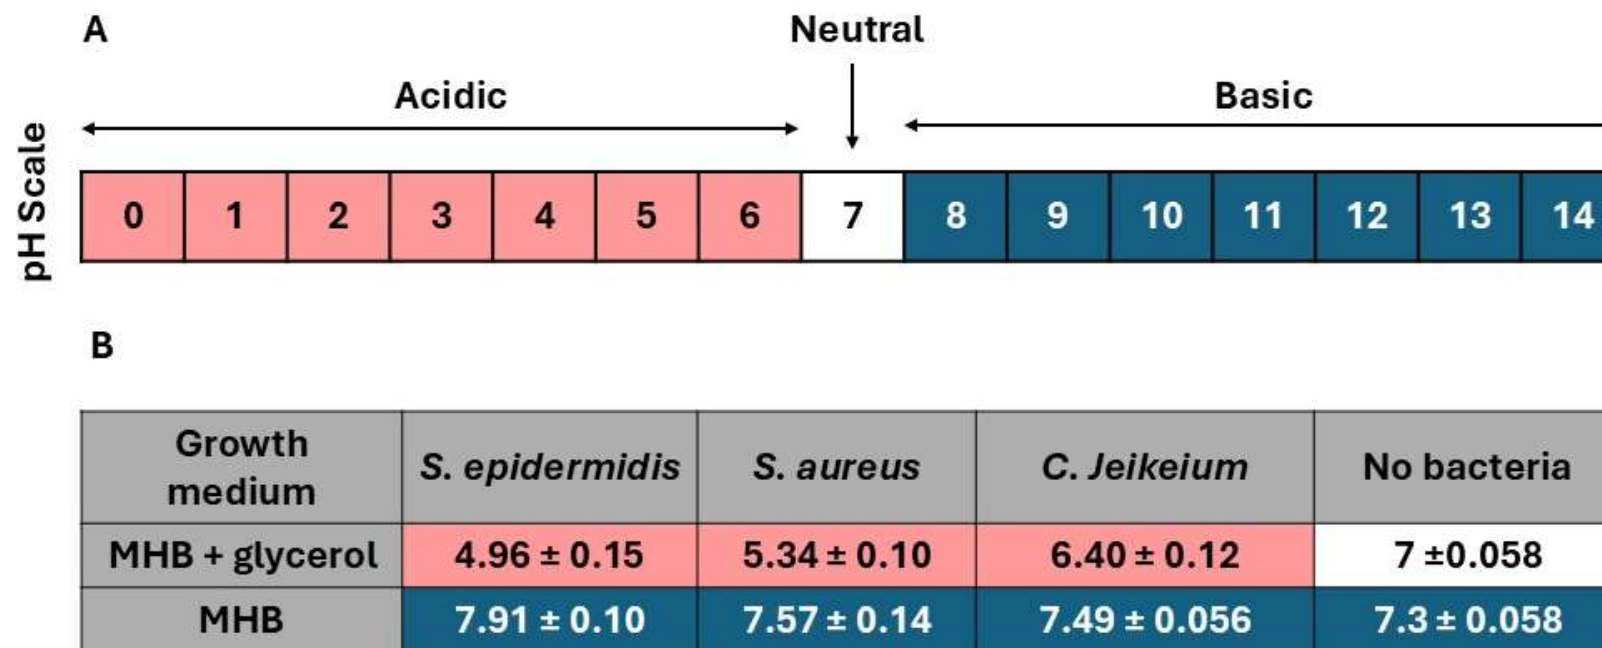 A
Neutral
Acidic
Basic
pH Scale
0 1 2 3 4 5 6 7 8 9 10 11 12 13 14
B
Growth medium S. epidermidis S. aureus C. Jeikeium No bacteria
MHB + glycerol 4.96 ± 0.15 5.34 ± 0.10 6.40 ± 0.12 7 ±0.058
MHB 7.91 ± 0.10 7.57 ± 0.14 7.49 ± 0.056 7.3 ± 0.058